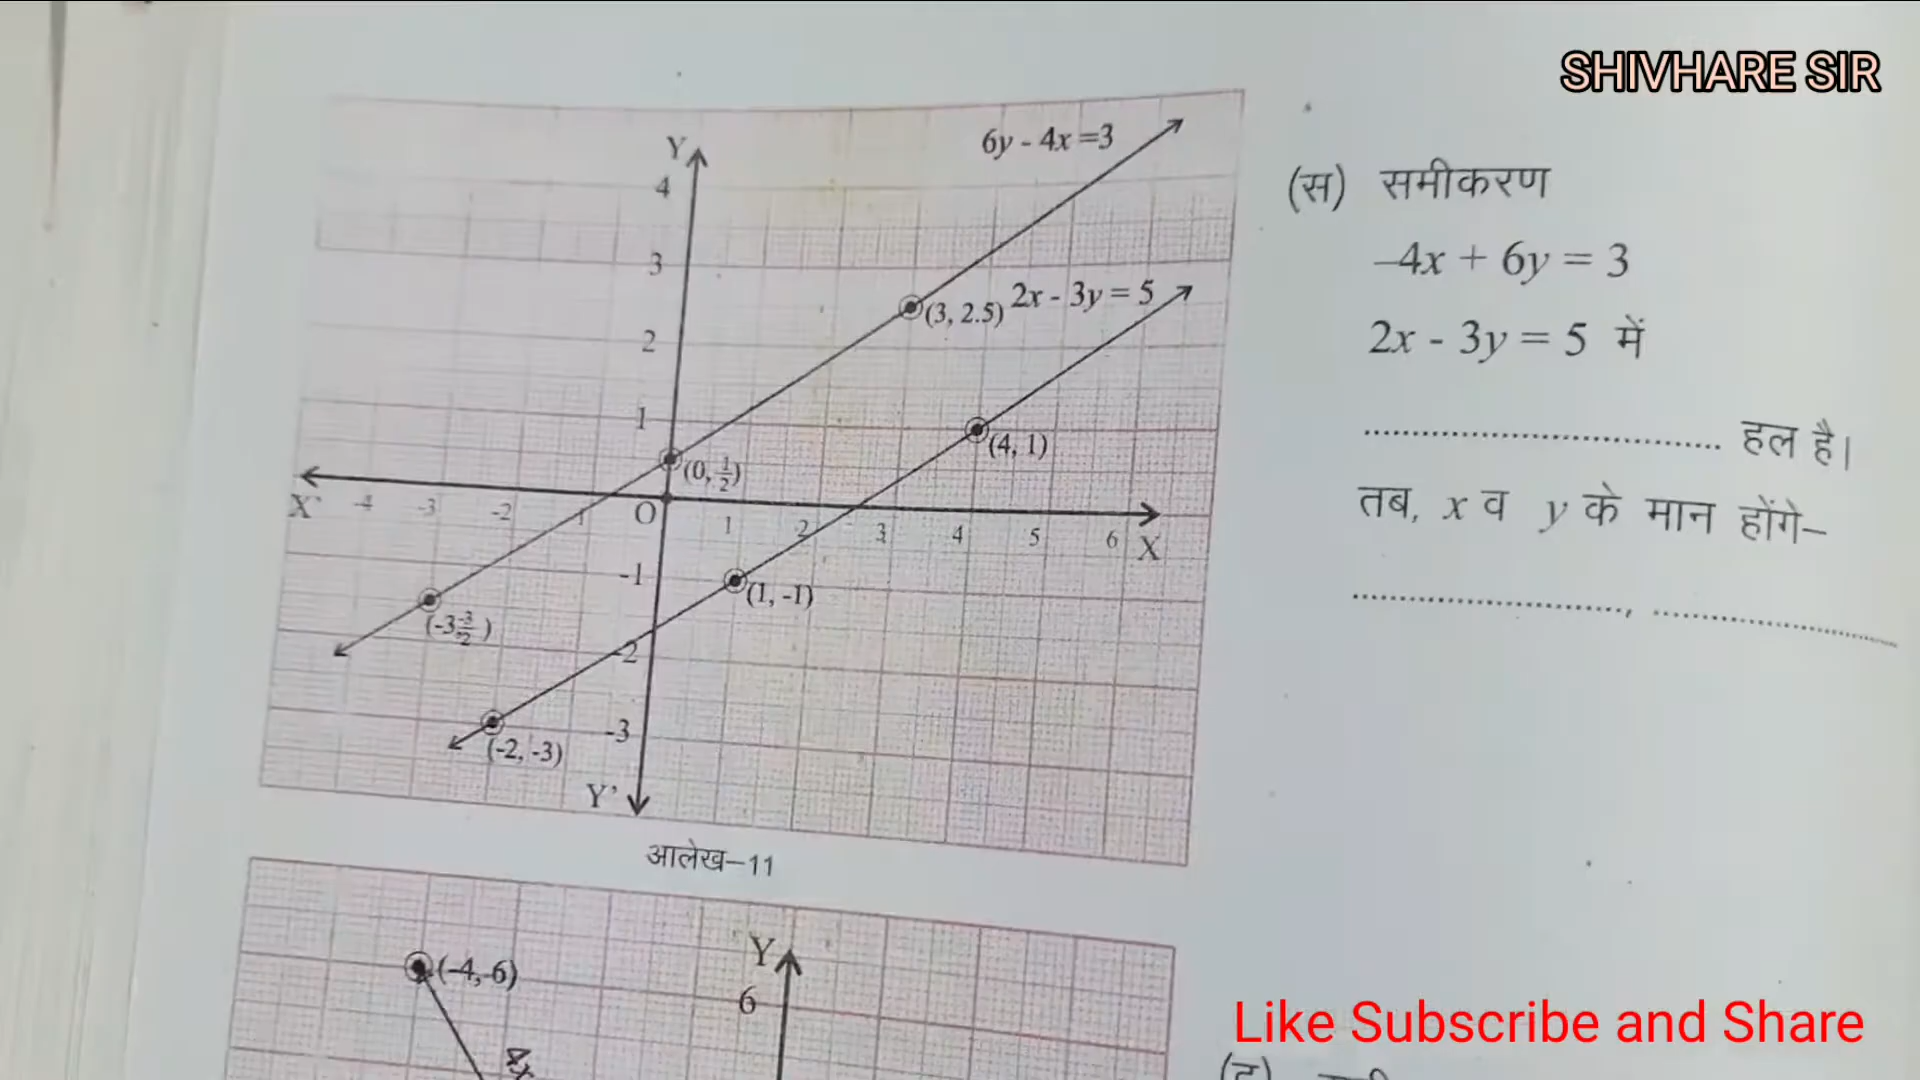 SHIVHARE SIR
6y - 4x =3
Y
4
3
2
1
(3, 2.5)
2x - 3y = 5
(4, 1)
(0, 1/2)
X' -4 -3 -2 -1 O 1 2 3 4 5 6 X
-1
(1, -1)
(-3 -3/2 )
-2
-3
(-2, -3)
Y'
आलेख–11
(स) समीकरण
–4x + 6y = 3
2x - 3y = 5 में
.................................... हल है।
तब, x व y के मान होंगे–
............................, ..........................
(-4,-6)
Y
6
Like Subscribe and Share